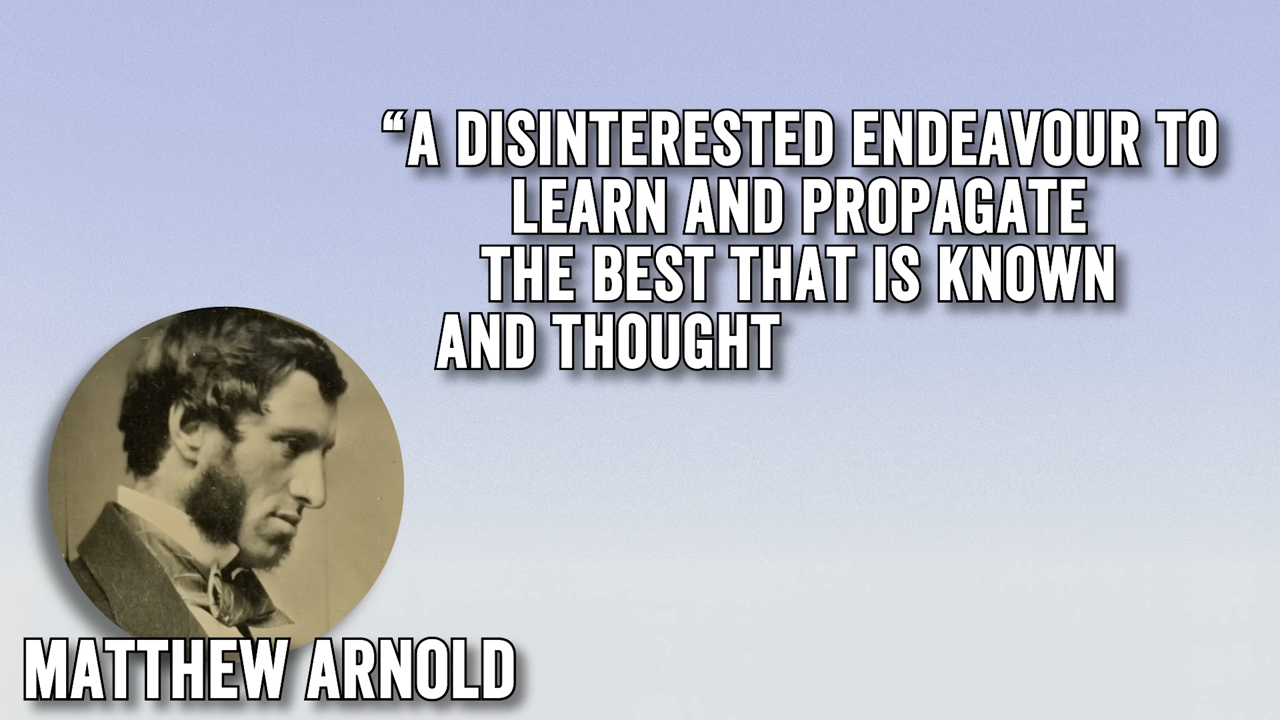 “A DISINTERESTED ENDEAVOUR TO
LEARN AND PROPAGATE
THE BEST THAT IS KNOWN
AND THOUGHT
MATTHEW ARNOLD